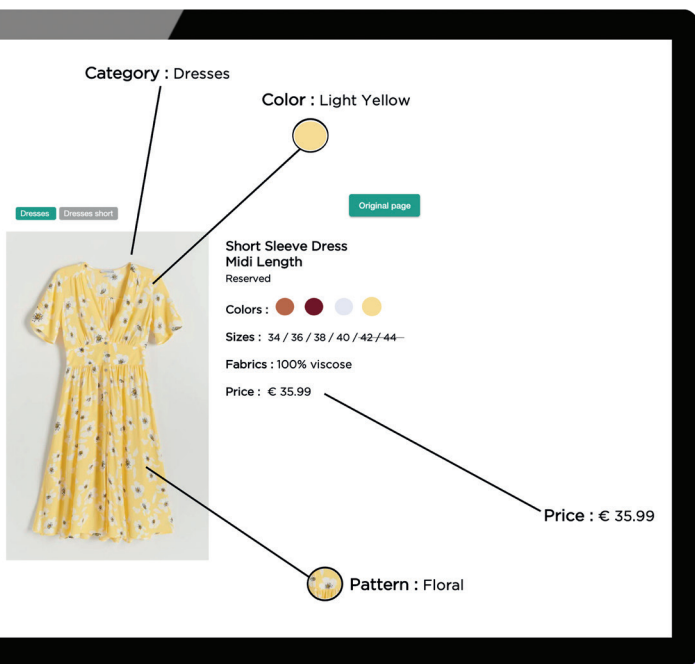 Category : Dresses
Color : Light Yellow
Dresses
Dresses short
Original page
Short Sleeve Dress
Midi Length
Reserved
Colors :
Sizes : 34 / 36 / 38 / 40 / 42 / 44
Fabrics : 100% viscose
Price : € 35.99
Price : € 35.99
Pattern : Floral